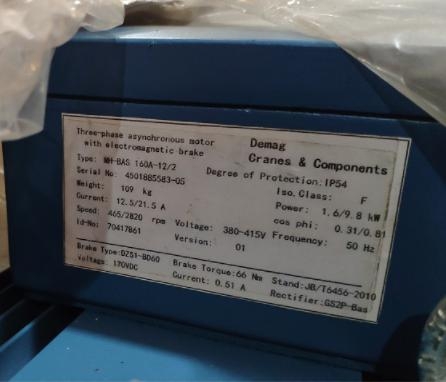 Three-phase asynchronous motor Demag
with electromagnetic brake Cranes & Components
Type: MH-BAS 160A-12/2 Degree of Protection: IP54
Serial No: 4501885583-05 Iso. Class: F
Weight: 109 kg Power: 1.6/9.8 kW
Current: 12.5/21.5 A cos phi: 0.31/0.81
Speed: 465/2820 rpm Voltage: 380-415V Frequency: 50 Hz
Id-No: 70417861 Version: 01
Brake Type: DZS1-BD60 Brake Torque: 66 Nm Stand: JB/T6456-2010
Voltage: 170VDC Current: 0.51 A Rectifier: GS2P-Bas